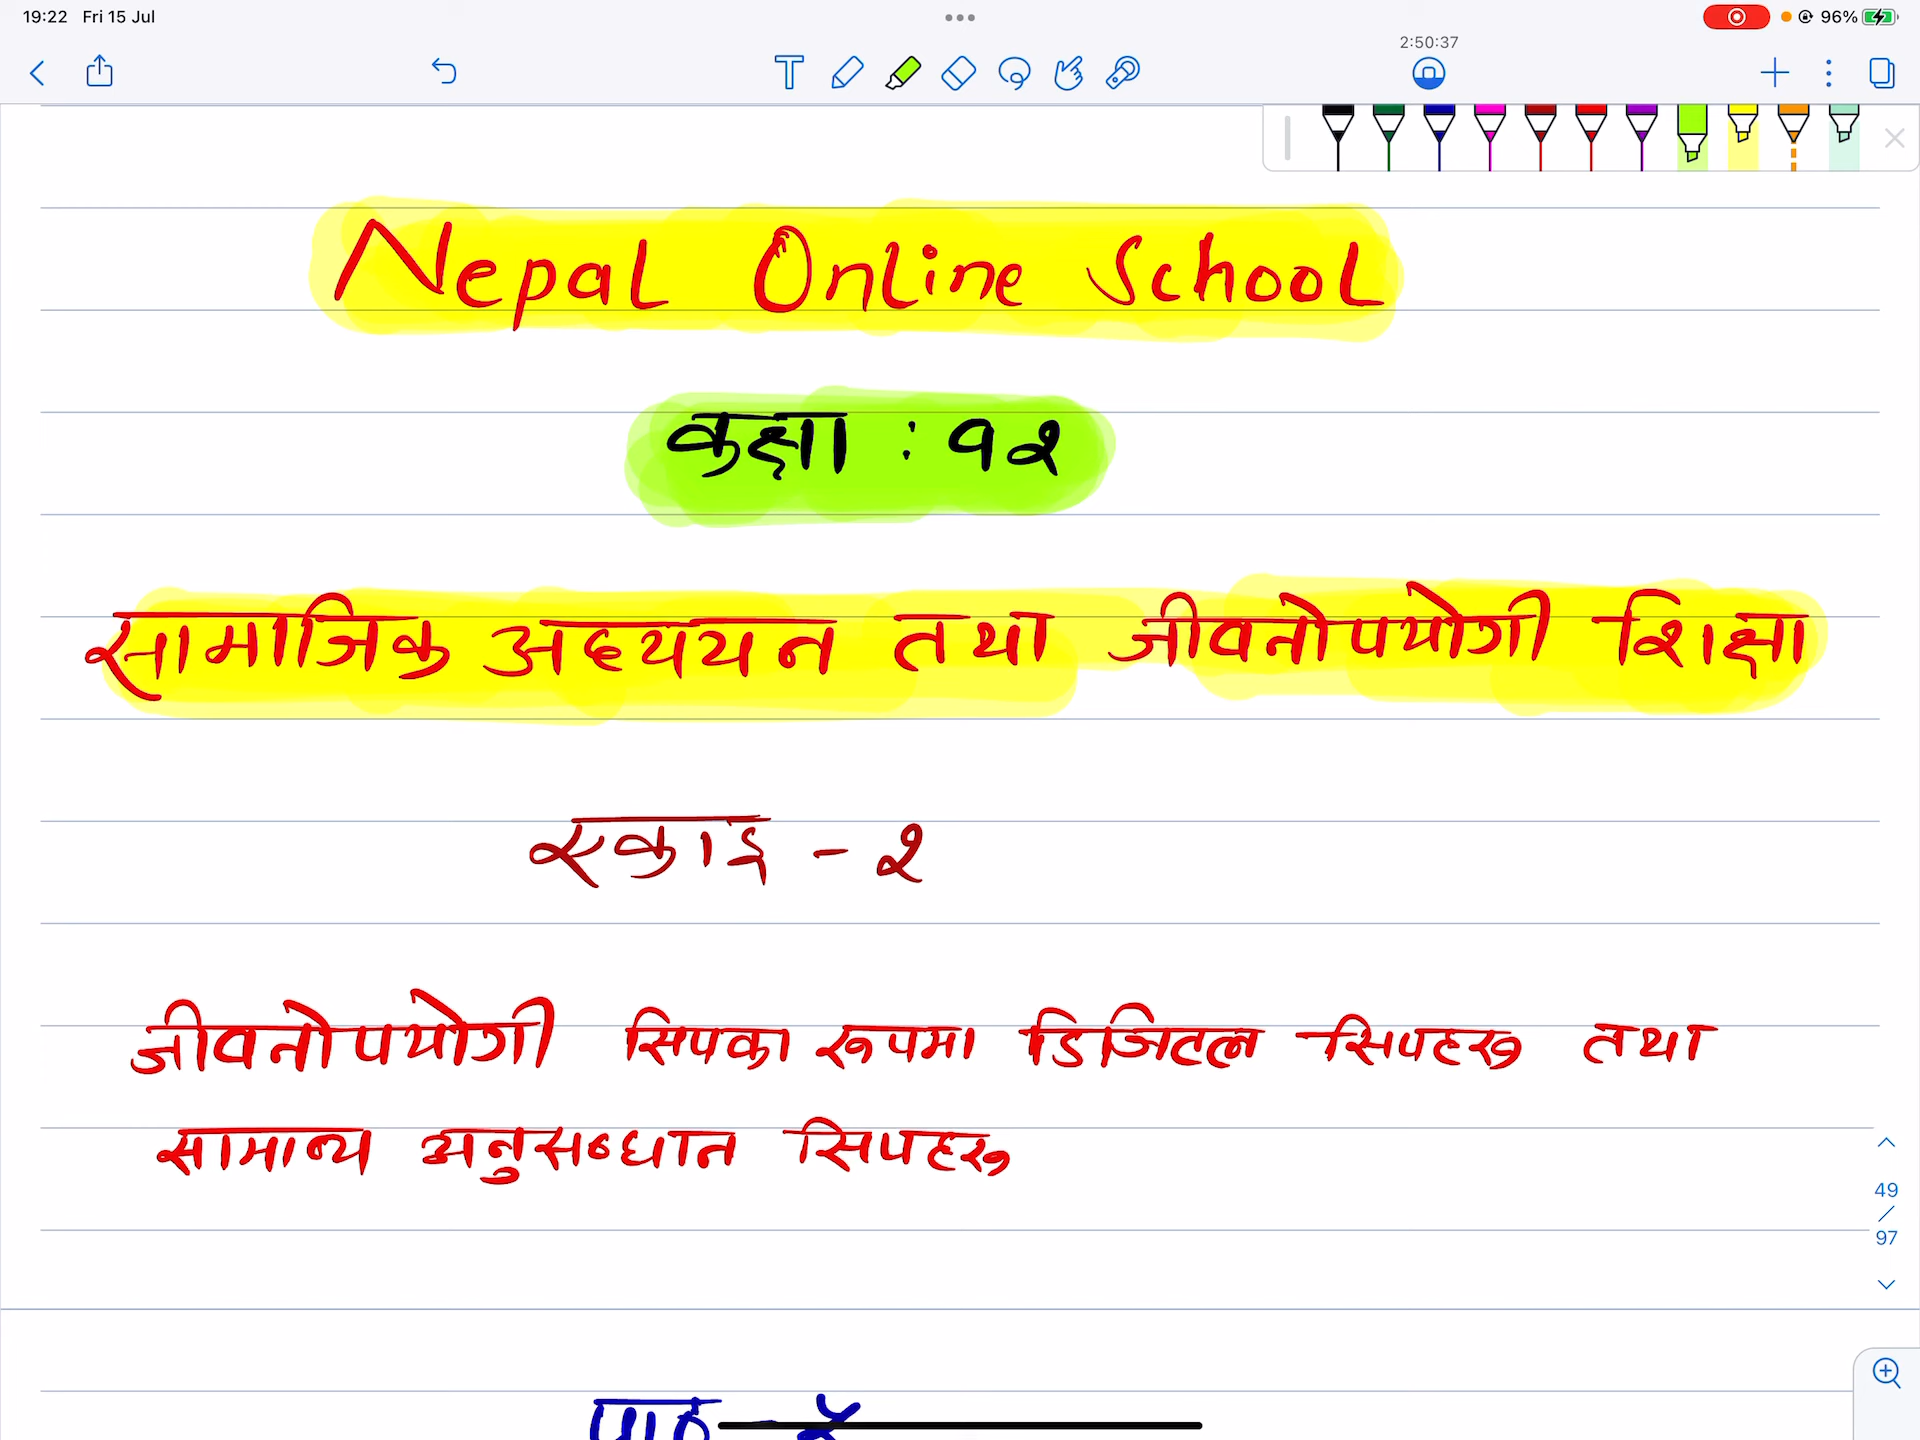 19:22 Fri 15 Jul
96%
2:50:37
Nepal Online School
कक्षा : १२
सामाजिक अध्ययन तथा जीवनोपयोगी शिक्षा
एकाइ - २
जीवनोपयोगी सिपका रूपमा डिजिटल सिपहरू तथा
सामान्य अनुसन्धान सिपहरू
49
/
97
पाठ -